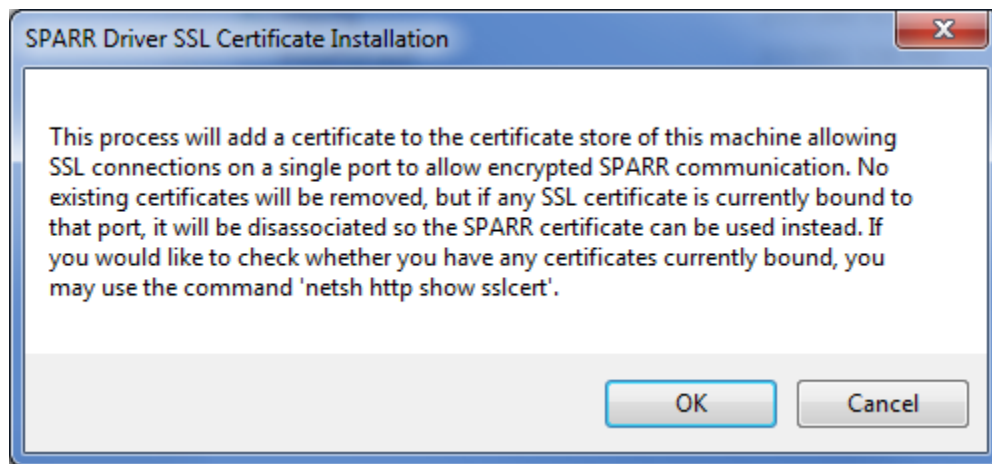 SPARR Driver SSL Certificate Installation
This process will add a certificate to the certificate store of this machine allowing
SSL connections on a single port to allow encrypted SPARR communication. No
existing certificates will be removed, but if any SSL certificate is currently bound to
that port, it will be disassociated so the SPARR certificate can be used instead. If
you would like to check whether you have any certificates currently bound, you
may use the command 'netsh http show sslcert'.
OK Cancel